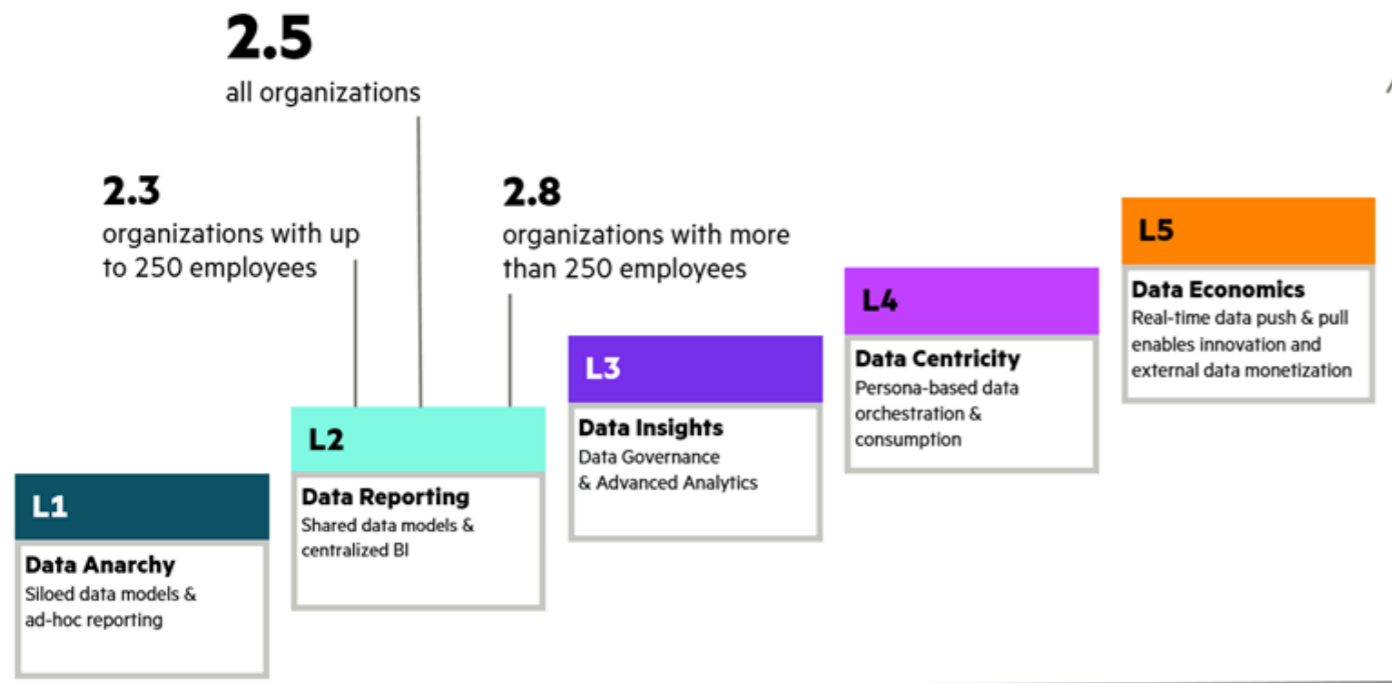 2.5
all organizations
2.3
organizations with up
to 250 employees
2.8
organizations with more
than 250 employees
L1
Data Anarchy
Siloed data models &
ad-hoc reporting
L2
Data Reporting
Shared data models &
centralized BI
L3
Data Insights
Data Governance
& Advanced Analytics
L4
Data Centricity
Persona-based data
orchestration &
consumption
L5
Data Economics
Real-time data push & pull
enables innovation and
external data monetization